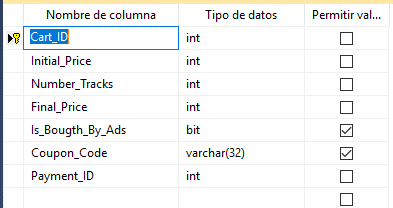 Nombre de columna Tipo de datos Permitir val...
Cart_ID int
Initial_Price int
Number_Tracks int
Final_Price int
Is_Bougth_By_Ads bit
Coupon_Code varchar(32)
Payment_ID int